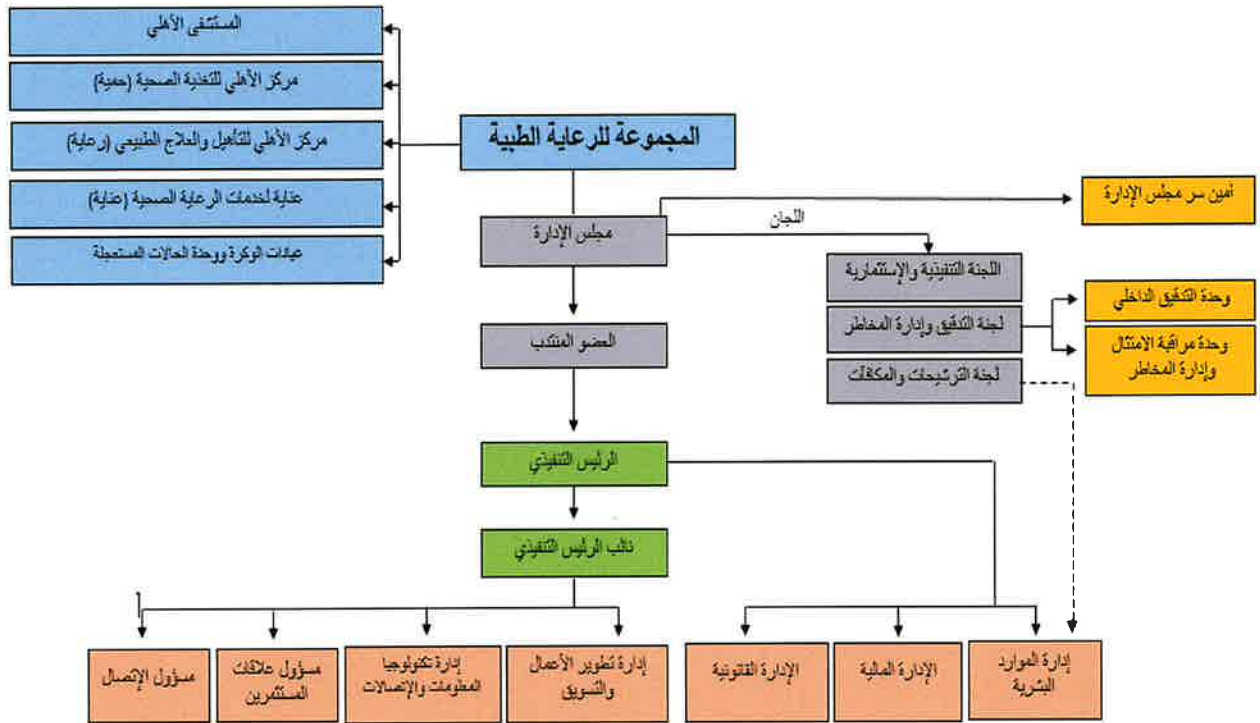 المستشفى الأهلي
مركز الأهلي للتغذية الصحية (حمية)
مركز الأهلي للتأهيل والعلاج الطبيعي (رعاية)
عناية لخدمات الرعاية الصحية (عناية)
عيادات الوكرة ووحدة الحالات المستعجلة
المجموعة للرعاية الطبية
أمين سر مجلس الإدارة
اللجان
مجلس الإدارة
اللجنة التنفيذية والإستثمارية
لجنة التدقيق وإدارة المخاطر
لجنة الترشيحات والمكافآت
وحدة التدقيق الداخلي
وحدة مراقبة الامتثال
وإدارة المخاطر
العضو المنتدب
الرئيس التنفيذي
نائب الرئيس التنفيذي
إدارة الموارد
البشرية
الإدارة المالية
الإدارة القانونية
إدارة تطوير الأعمال
والتسويق
إدارة تكنولوجيا
المعلومات والإتصالات
مسؤول علاقات
المستثمرين
مسؤول الإتصال